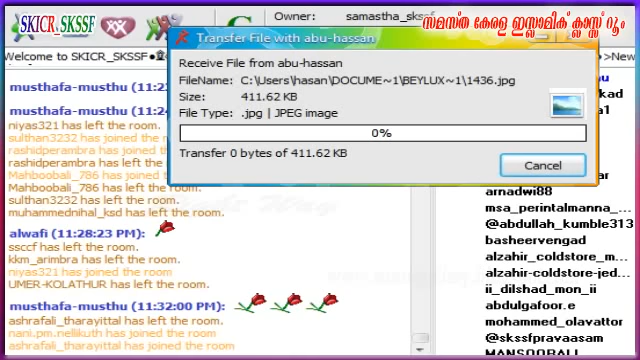 SKICR_SKSSF
Owner: samastha_skssf
സമസ്ത കേരള ഇസ്ലാമിക് ക്ലാസ്സ് റൂം
Welcome to SKICR_SKSSF
Transfer File with abu-hassan
Receive File from abu-hassan
FileName: C:\Users\hasan\DOCUME~1\BEYLUX~1\1436.jpg
Size: 411.62 KB
File Type: .jpg | JPEG image
0%
Transfer 0 bytes of 411.62 KB
Cancel
musthafa-musthu (11:2
musthafa-musthu (11:2
niyas321 has left the room.
sulthan3232 has joined the r
rashidperambra has joined th
rashidperambra has left the
Mahboobali_786 has joined
Mahboobali_786 has left the
sulthan3232 has left the room.
muhammednihal_ksd has left the room.
alwafi (11:28:23 PM):
ssccf has left the room.
kkm_arimbra has left the room.
niyas321 has joined the room
UMER-KOLATHUR has left the room.
musthafa-musthu (11:32:00 PM):
ashrafali_tharayittal has left the room.
nani.pm.nellikuth has joined the room
ashrafali_tharayittal has joined the room
arnadwi88
msa_perintalmanna_...
@abdullah_kumble313
basheervengad
alzahir_coldstore_m...
alzahir-coldstore-jed...
ii_dilshad_mon_ii
abdulgafoor.e
mohammed_olavattor
@skssfpravaasam
MANSOORALI